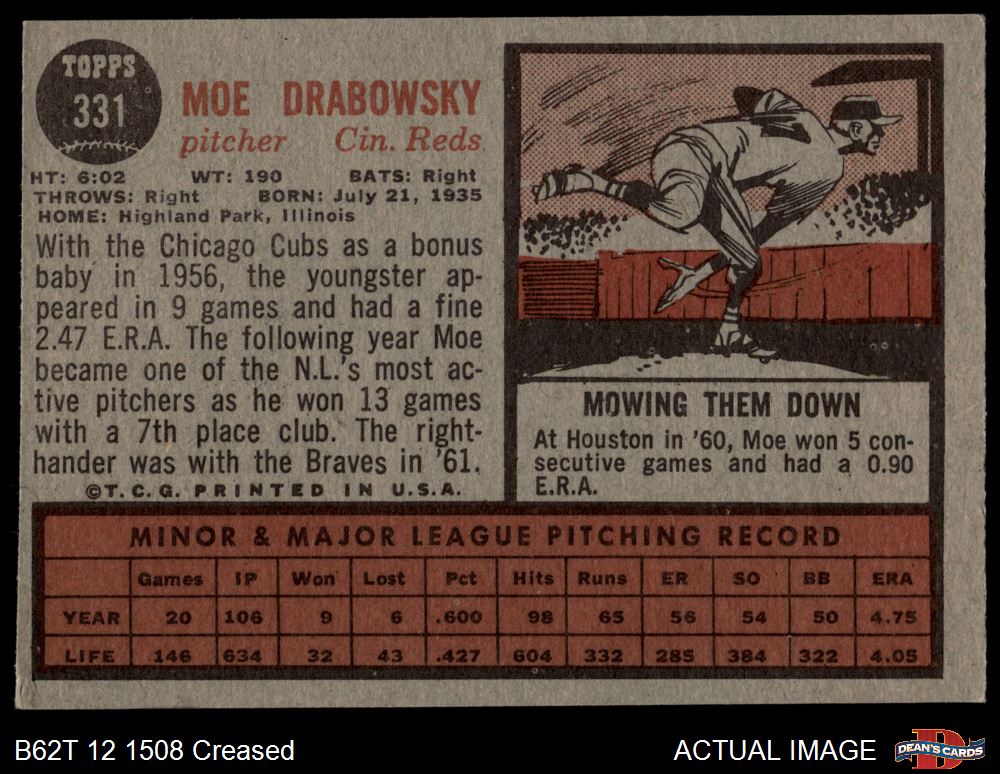 TOPPS
331
MOE DRABOWSKY
pitcher Cin. Reds
HT: 6:02 WT: 190 BATS: Right
THROWS: Right BORN: July 21, 1935
HOME: Highland Park, Illinois
With the Chicago Cubs as a bonus
baby in 1956, the youngster ap-
peared in 9 games and had a fine
2.47 E.R.A. The following year Moe
became one of the N.L.'s most ac-
tive pitchers as he won 13 games
with a 7th place club. The right-
hander was with the Braves in '61.
©T.C.G. PRINTED IN U.S.A.
MOWING THEM DOWN
At Houston in '60, Moe won 5 con-
secutive games and had a 0.90
E.R.A.
MINOR & MAJOR LEAGUE PITCHING RECORD
Games IP Won Lost Pct Hits Runs ER SO BB ERA
YEAR 20 106 9 6 .600 98 65 56 54 50 4.75
LIFE 146 634 32 43 .427 604 332 285 384 322 4.05
B62T 12 1508 Creased
ACTUAL IMAGE
D
DEAN'S CARDS